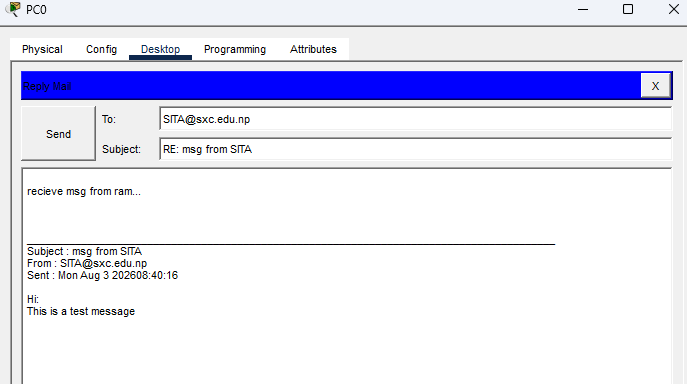 PC0
Physical Config Desktop Programming Attributes
Reply Mail
X
Send
To: SITA@sxc.edu.np
Subject: RE: msg from SITA
recieve msg from ram...
Subject : msg from SITA
From : SITA@sxc.edu.np
Sent : Mon Aug 3 202608:40:16
Hi:
This is a test message